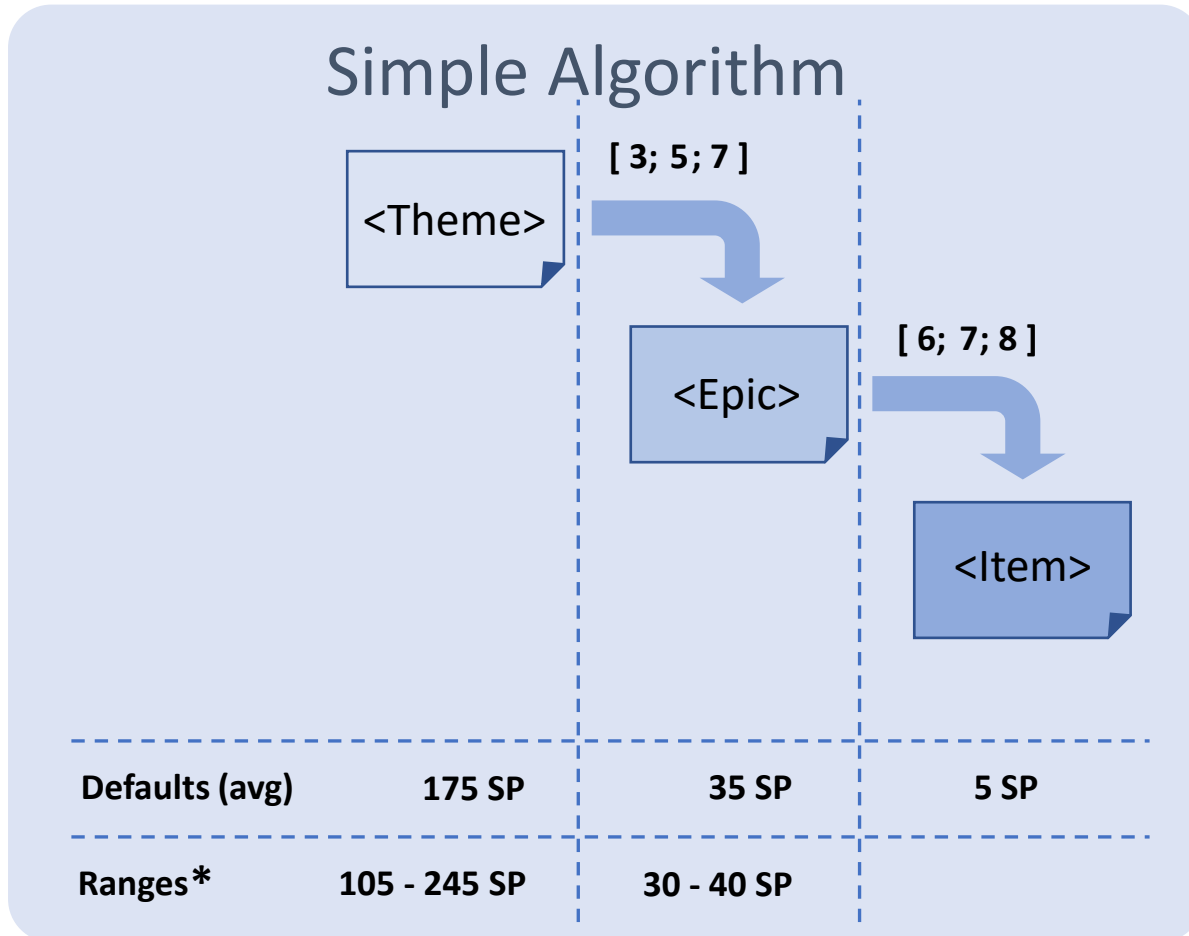 Simple Algorithm
[ 3; 5; 7 ]
<Theme>
[ 6; 7; 8 ]
<Epic>
<Item>
Defaults (avg) 175 SP 35 SP 5 SP
Ranges* 105 - 245 SP 30 - 40 SP